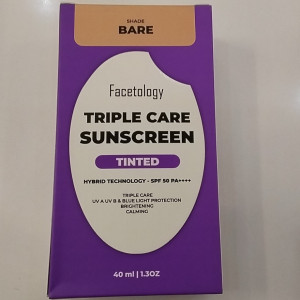 SHADE
BARE
Facetology
TRIPLE CARE
SUNSCREEN
TINTED
HYBRID TECHNOLOGY - SPF 50 PA++++
TRIPLE CARE
UV A UV B & BLUE LIGHT PROTECTION
BRIGHTENING
CALMING
40 ml | 1.3OZ